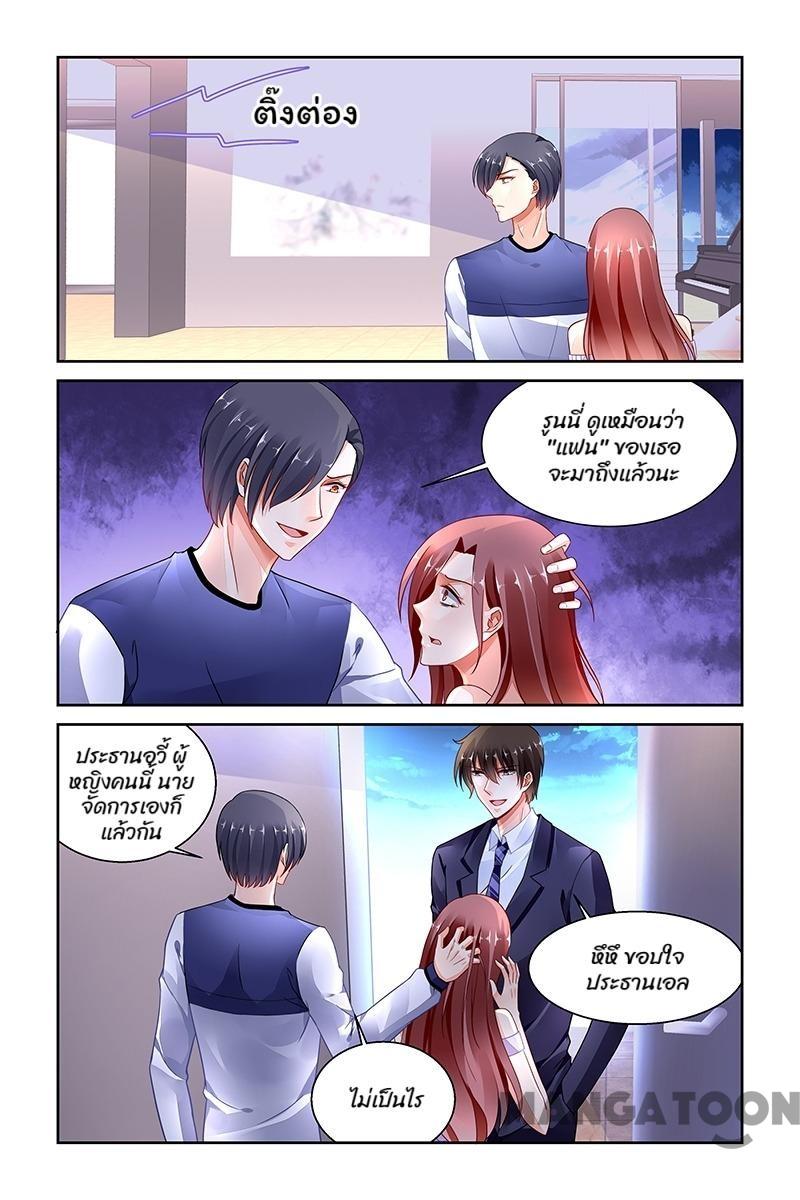 ติ๊งต่อง
รูนนี่ ดูเหมือนว่า
"แฟน" ของเธอ
จะมาถึงแล้วนะ
ประธานจวี้ ผู้
หญิงคนนี้ นาย
จัดการเองก็
แล้วกัน
หึหึ ขอบใจ
ประธานเอล
ไม่เป็นไร
MANGATOON